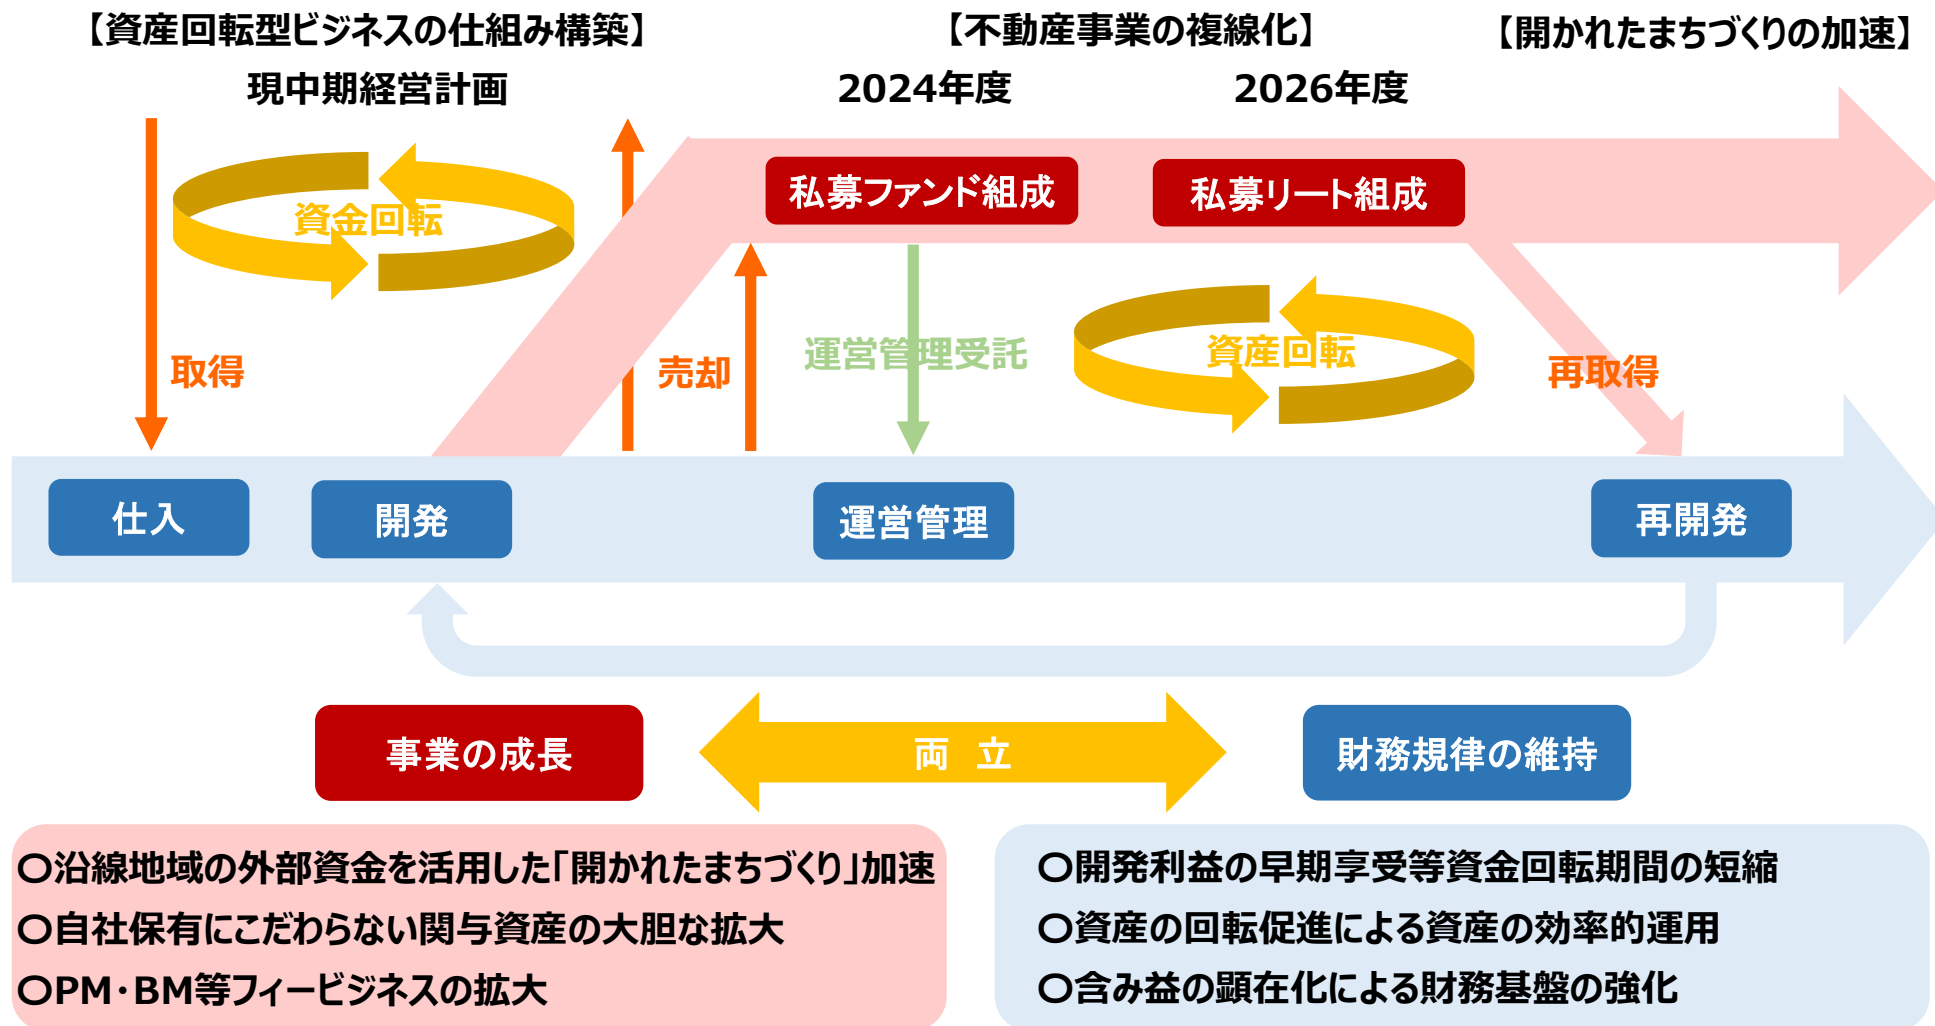 【資産回転型ビジネスの仕組み構築】
【不動産事業の複線化】
【開かれたまちづくりの加速】
現中期経営計画
2024年度
2026年度
私募ファンド組成
私募リート組成
資金回転
取得
売却
運営管理受託
資産回転
再取得
仕入
開発
運営管理
再開発
事業の成長
両 立
財務規律の維持
〇沿線地域の外部資金を活用した「開かれたまちづくり」加速
〇自社保有にこだわらない関与資産の大胆な拡大
〇PM・BM等フィービジネスの拡大
〇開発利益の早期享受等資金回転期間の短縮
〇資産の回転促進による資産の効率的運用
〇含み益の顕在化による財務基盤の強化